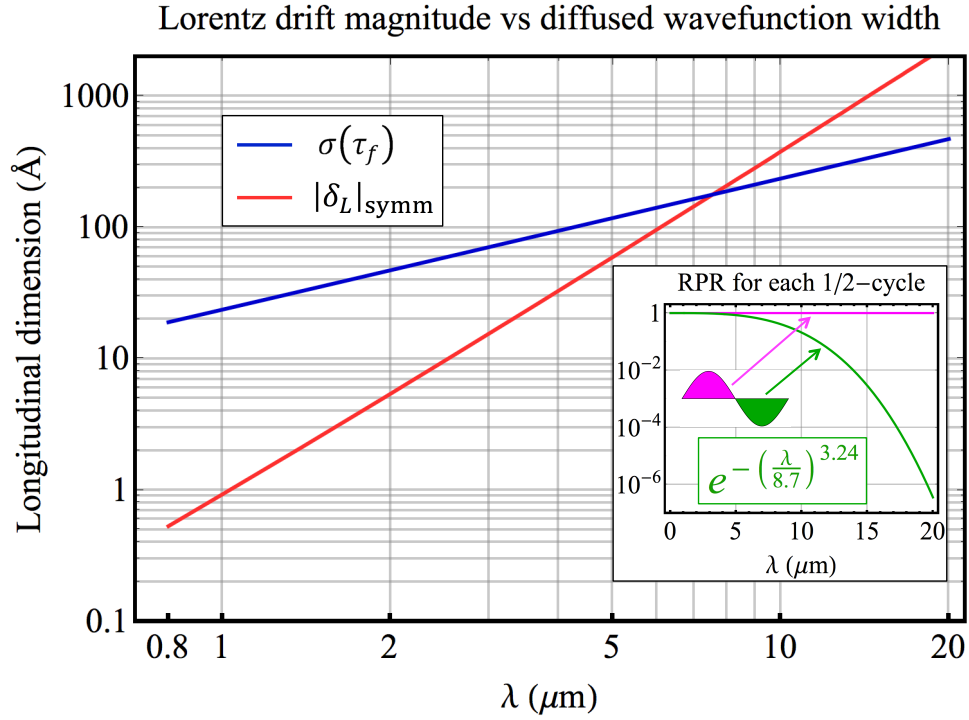 Lorentz drift magnitude vs diffused wavefunction width
Longitudinal dimension (Å)
1000
100
10
1
0.1
σ(τ_f)
|δ_L|_symm
RPR for each 1/2−cycle
1
10^−2
10^−4
10^−6
e^−(λ/8.7)^3.24
0 5 10 15 20
λ (μm)
0.8 1 2 5 10 20
λ (μm)